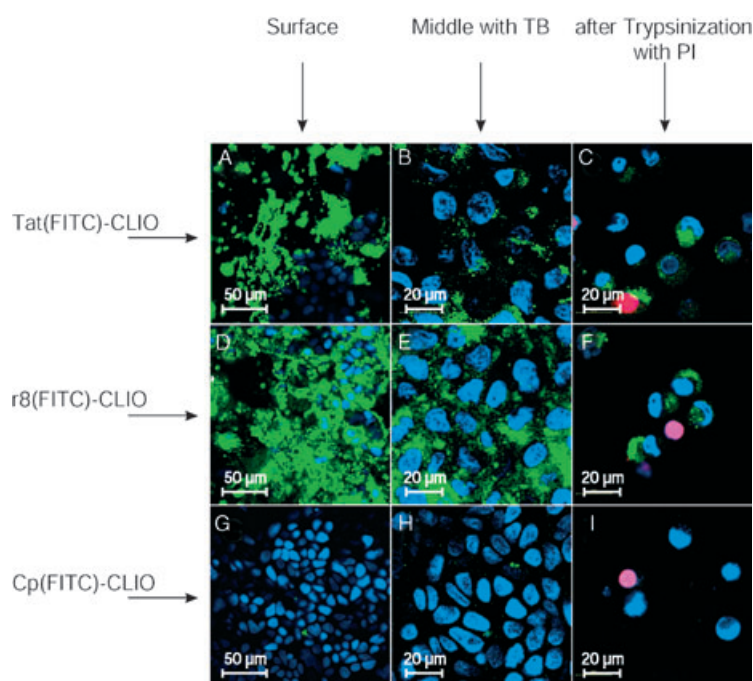 Surface
Middle with TB
after Trypsinization
with PI
Tat(FITC)-CLIO
A
B
C
50 µm
20 µm
20 µm
r8(FITC)-CLIO
D
E
F
50 µm
20 µm
20 µm
Cp(FITC)-CLIO
G
H
I
50 µm
20 µm
20 µm